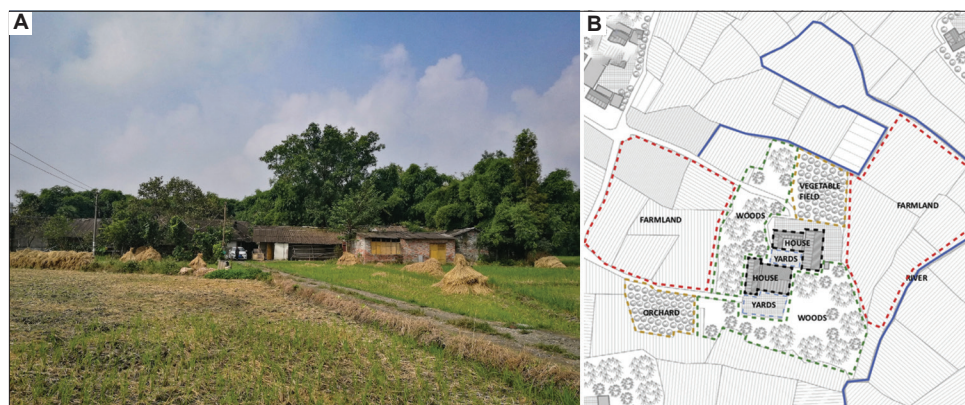 A
B
VEGETABLE
FIELD
FARMLAND
WOODS
FARMLAND
HOUSE
YARDS
HOUSE
RIVER
YARDS
ORCHARD
WOODS